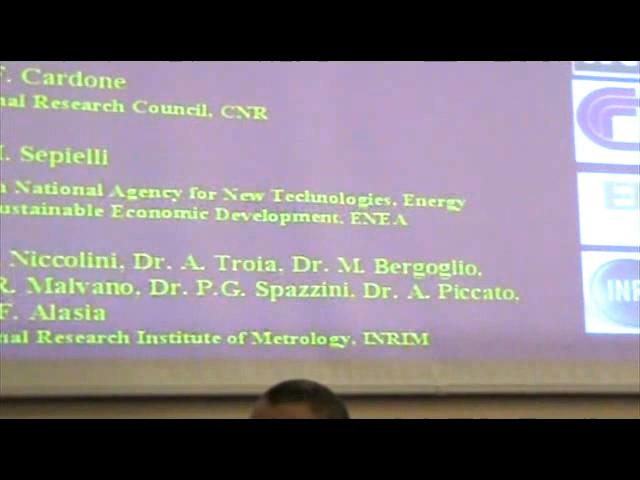 F. Cardone
nal Research Council, CNR
Sepielli
n National Agency for New Technologies, Energy
ustainable Economic Development, ENEA
Niccolini, Dr. A. Troia, Dr. M. Bergoglio,
R. Malvano, Dr. P.G. Spazzini, Dr. A. Piccato,
F. Alasia
nal Research Institute of Metrology, INRIM
INR